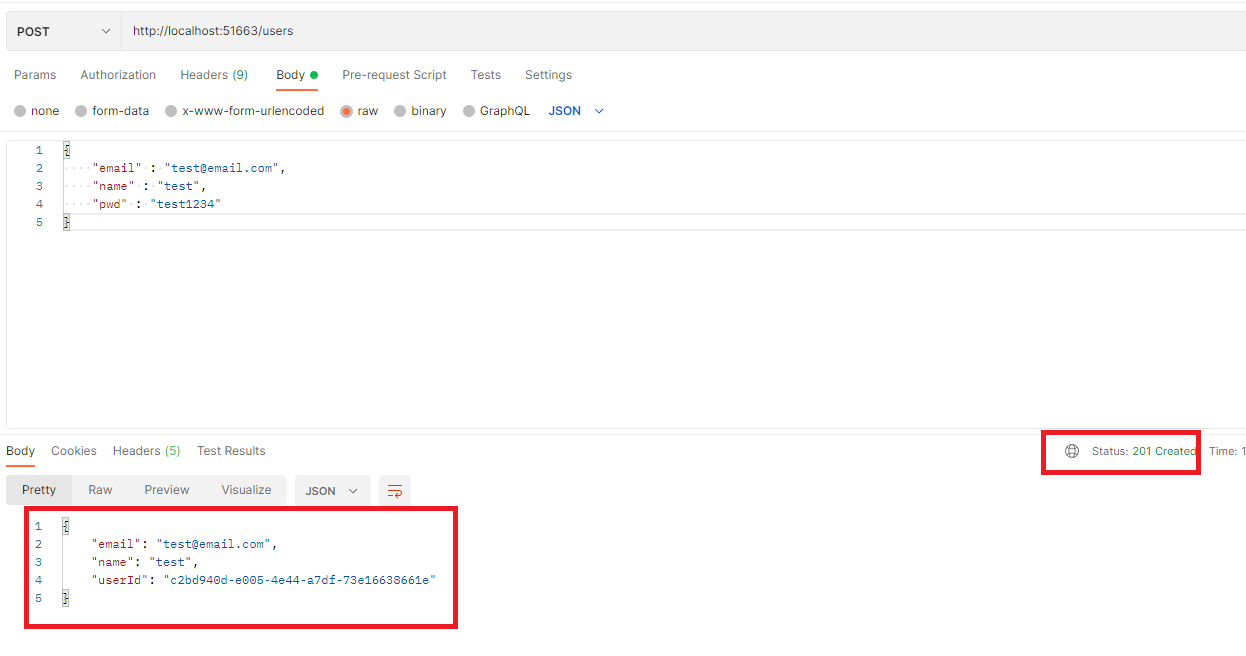 POST http://localhost:51663/users
Params Authorization Headers (9) Body Pre-request Script Tests Settings
none form-data x-www-form-urlencoded raw binary GraphQL JSON
1 {
2 "email" : "test@email.com",
3 "name" : "test",
4 "pwd" : "test1234"
5 }
Body Cookies Headers (5) Test Results Status: 201 Created Time: 1
Pretty Raw Preview Visualize JSON
1 {
2 "email": "test@email.com",
3 "name": "test",
4 "userId": "c2bd940d-e005-4e44-a7df-73e16638661e"
5 }